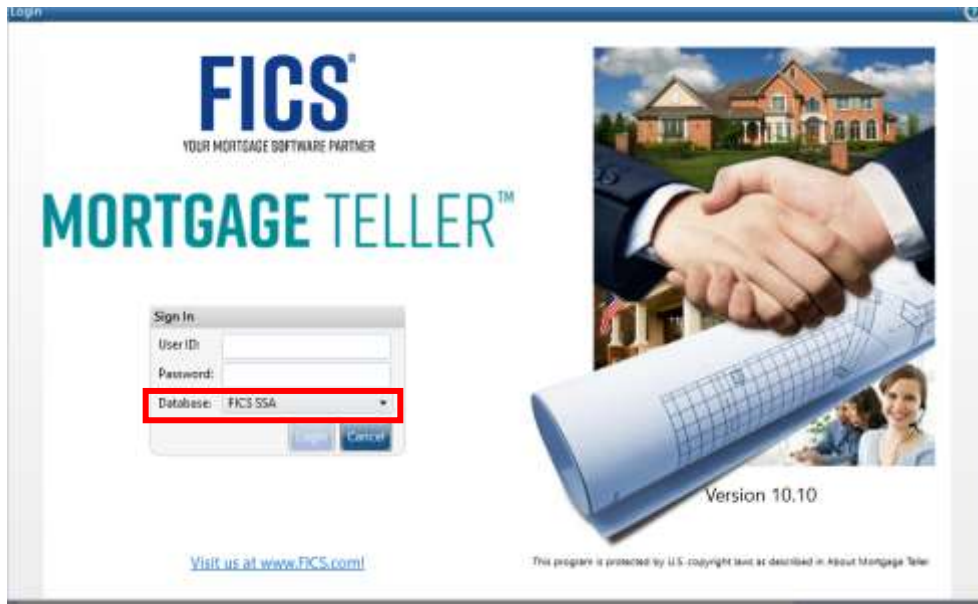 Login
FICS®
YOUR MORTGAGE SOFTWARE PARTNER
MORTGAGE TELLER™
Sign In
User ID:
Password:
Database: FICS SSA
Login Cancel
Version 10.10
Visit us at www.FICS.com!
This program is protected by U.S. copyright laws as described in About Mortgage Teller